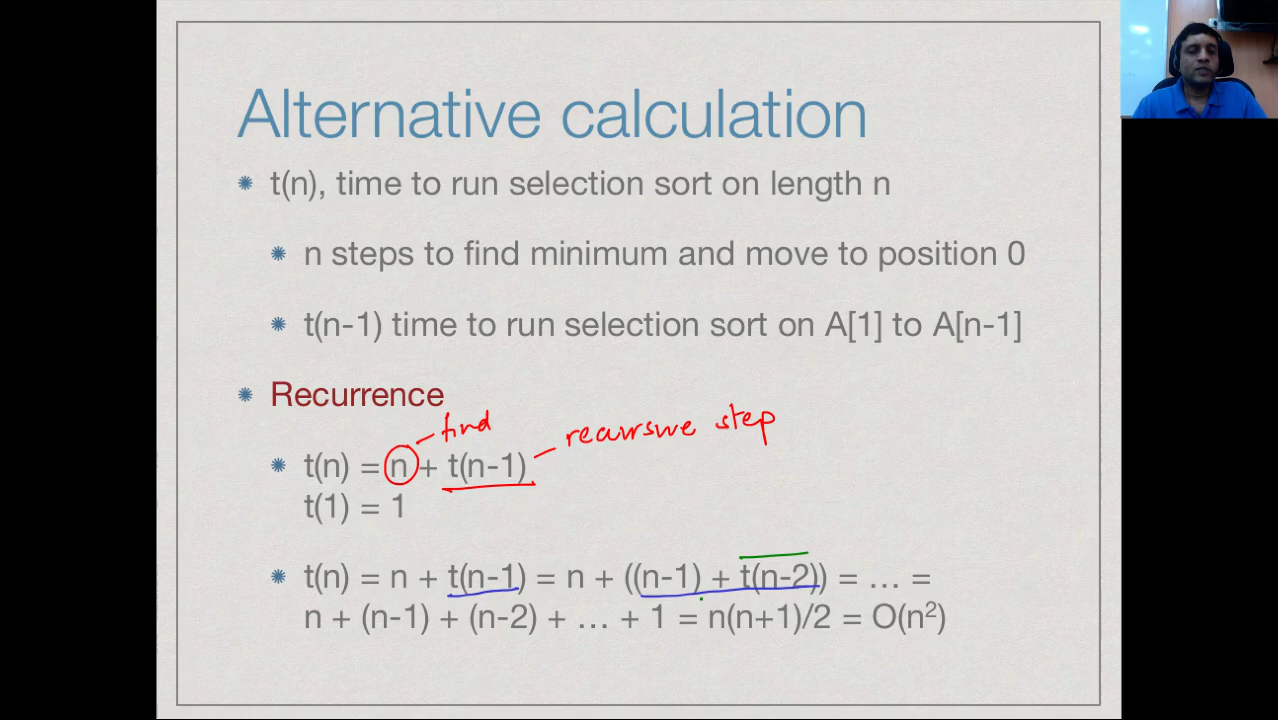 Alternative calculation
t(n), time to run selection sort on length n
n steps to find minimum and move to position 0
t(n-1) time to run selection sort on A[1] to A[n-1]
Recurrence
find
recursive step
t(n) = n + t(n-1)
t(1) = 1
t(n) = n + t(n-1) = n + ((n-1) + t(n-2)) = … =
n + (n-1) + (n-2) + … + 1 = n(n+1)/2 = O(n²)